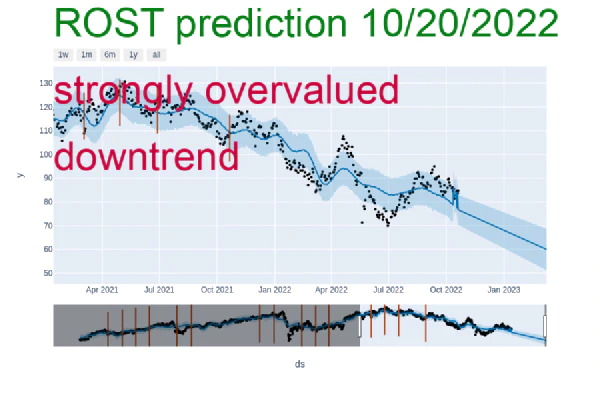 ROST prediction 10/20/2022
1w 1m 6m 1y all
strongly overvalued
downtrend
130
120
110
100
90
80
70
60
50
y
Apr 2021 Jul 2021 Oct 2021 Jan 2022 Apr 2022 Jul 2022 Oct 2022 Jan 2023
ds